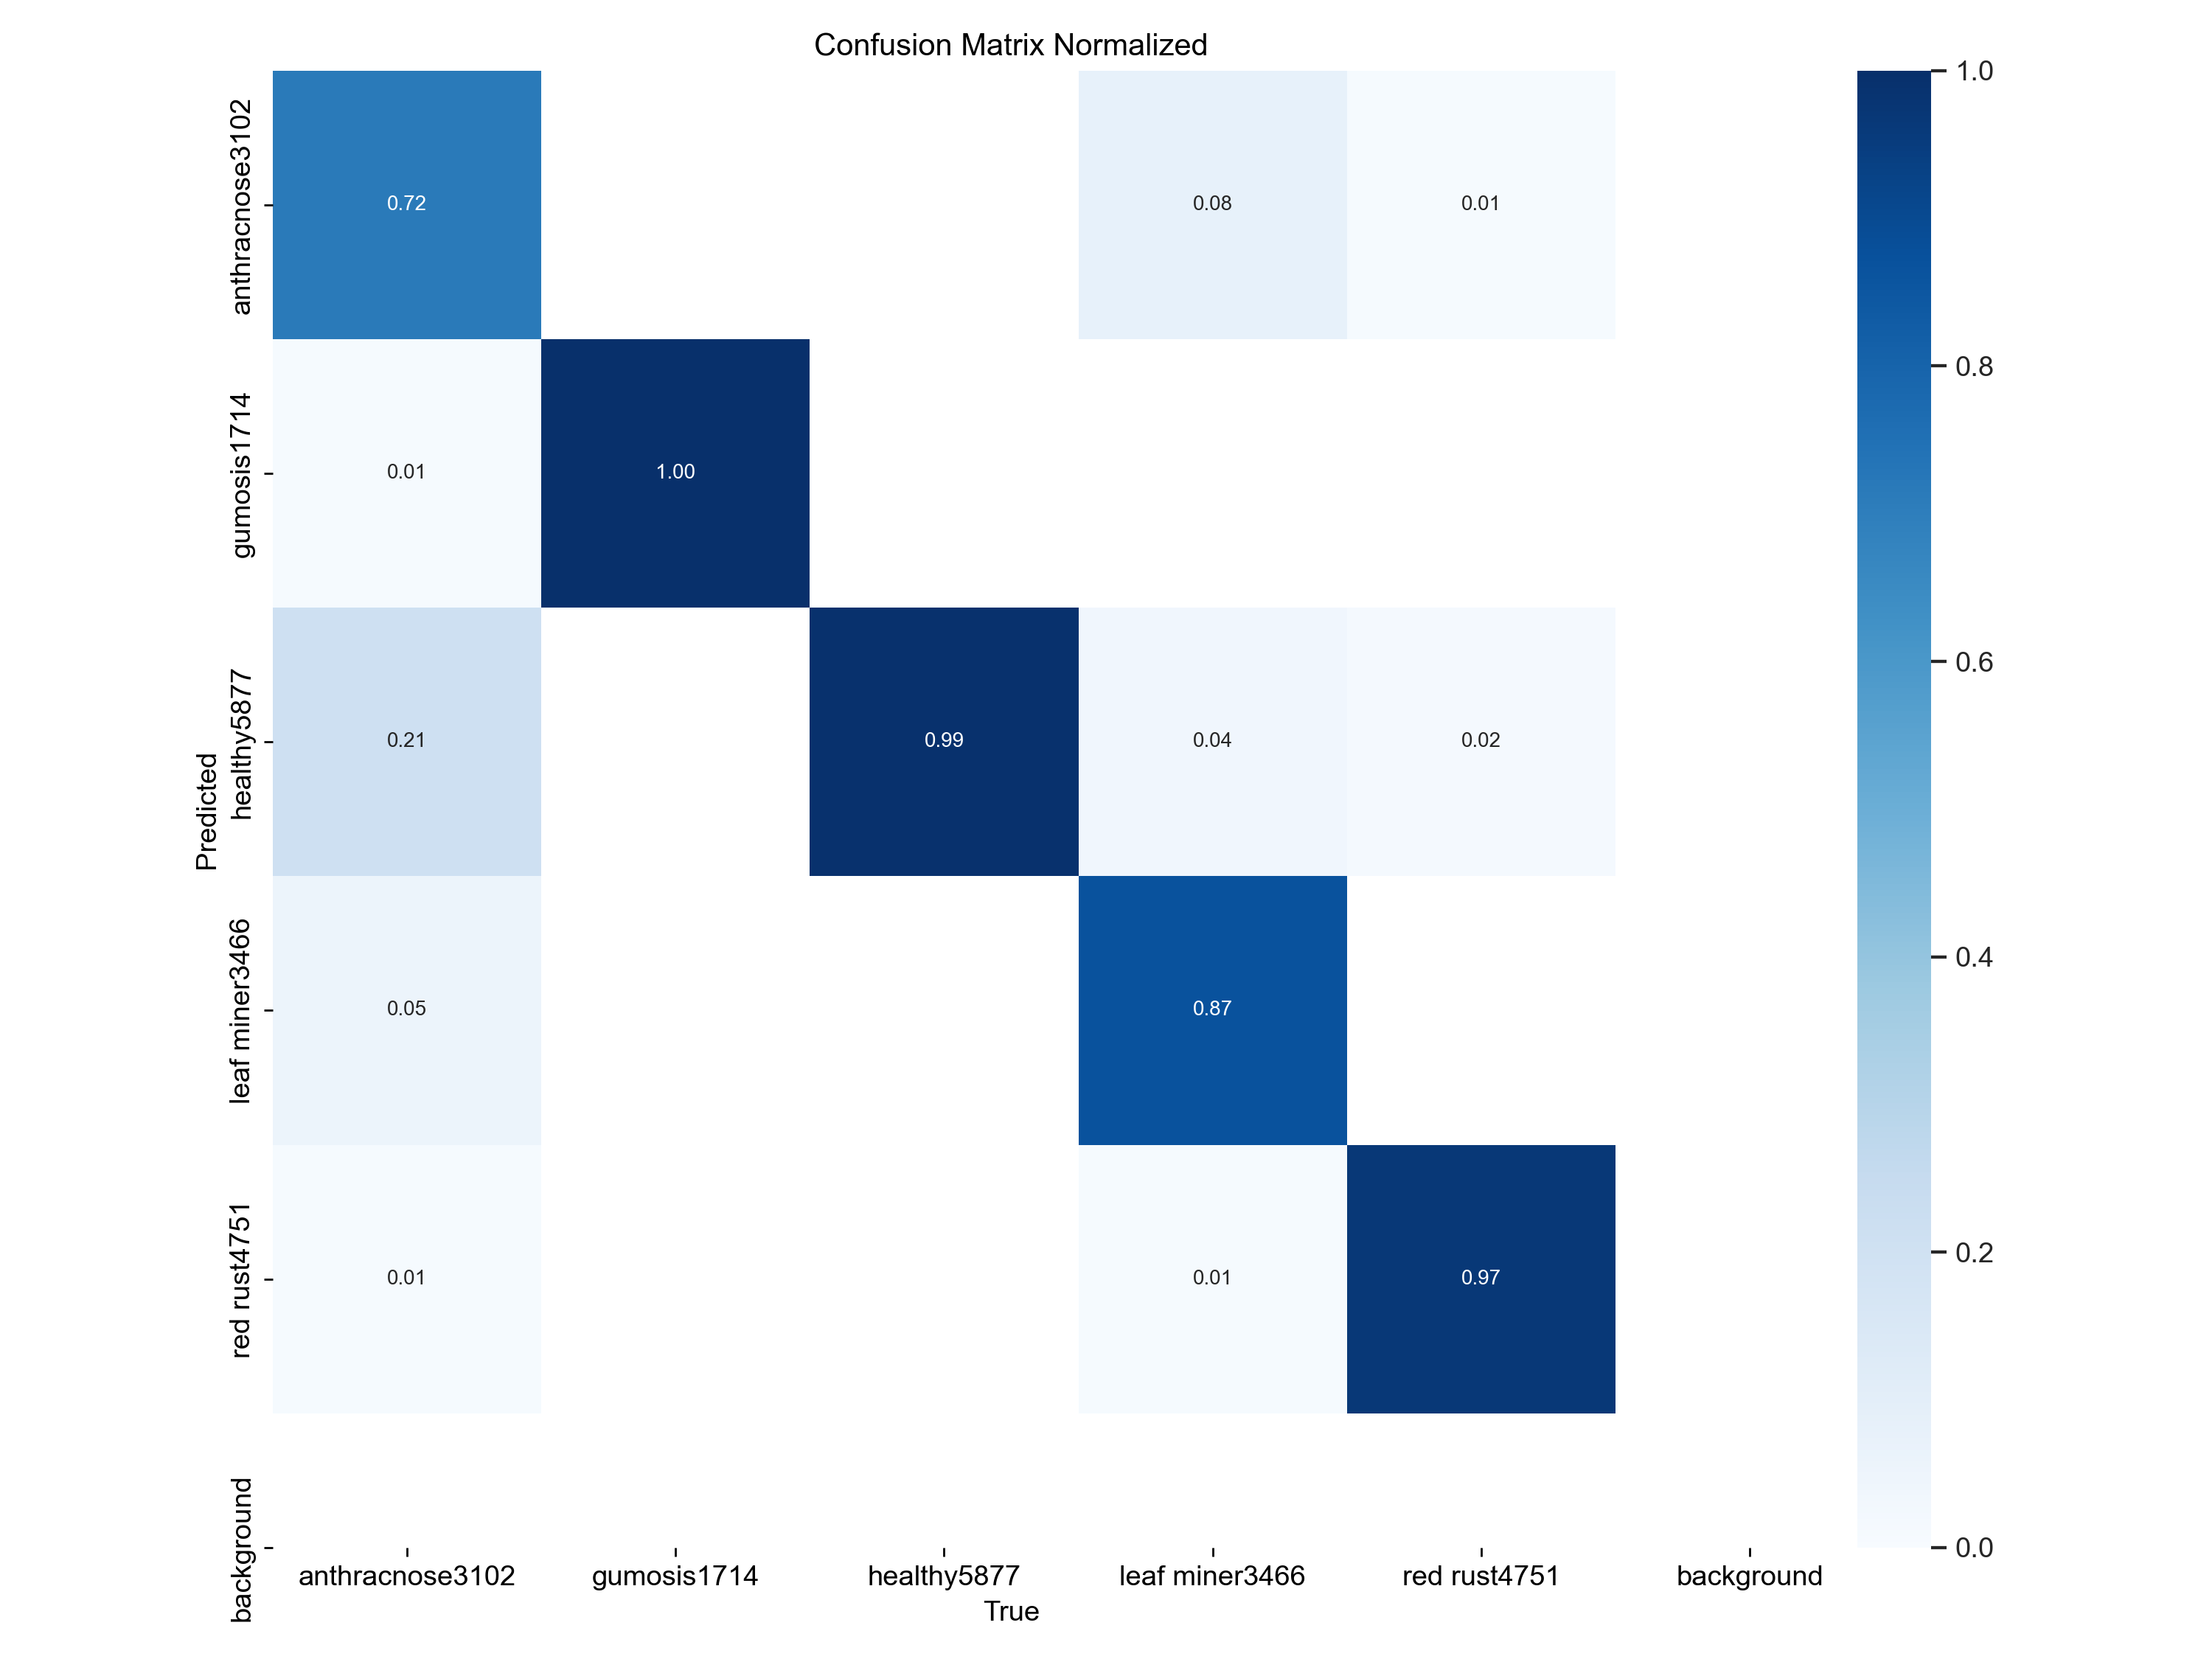 Confusion Matrix Normalized
anthracnose3102
0.72
0.08
0.01
gumosis1714
0.01
1.00
healthy5877
0.21
0.99
0.04
0.02
leaf miner3466
0.05
0.87
red rust4751
0.01
0.01
0.97
background
Predicted
anthracnose3102
gumosis1714
healthy5877
leaf miner3466
red rust4751
background
True
1.0
0.8
0.6
0.4
0.2
0.0